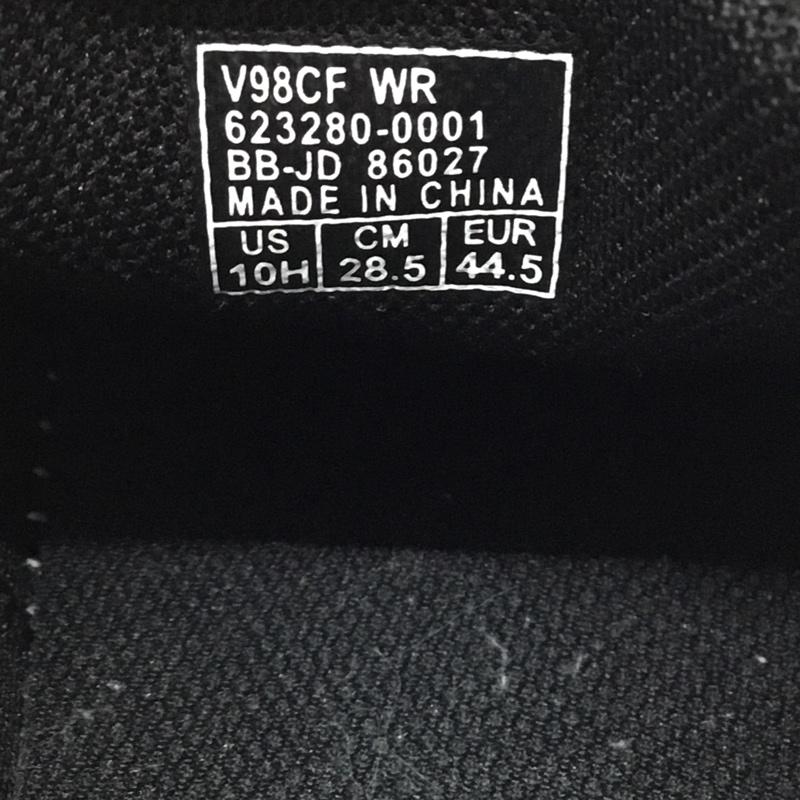 V98CF WR
623280-0001
BB-JD 86027
MADE IN CHINA
US CM EUR
10H 28.5 44.5